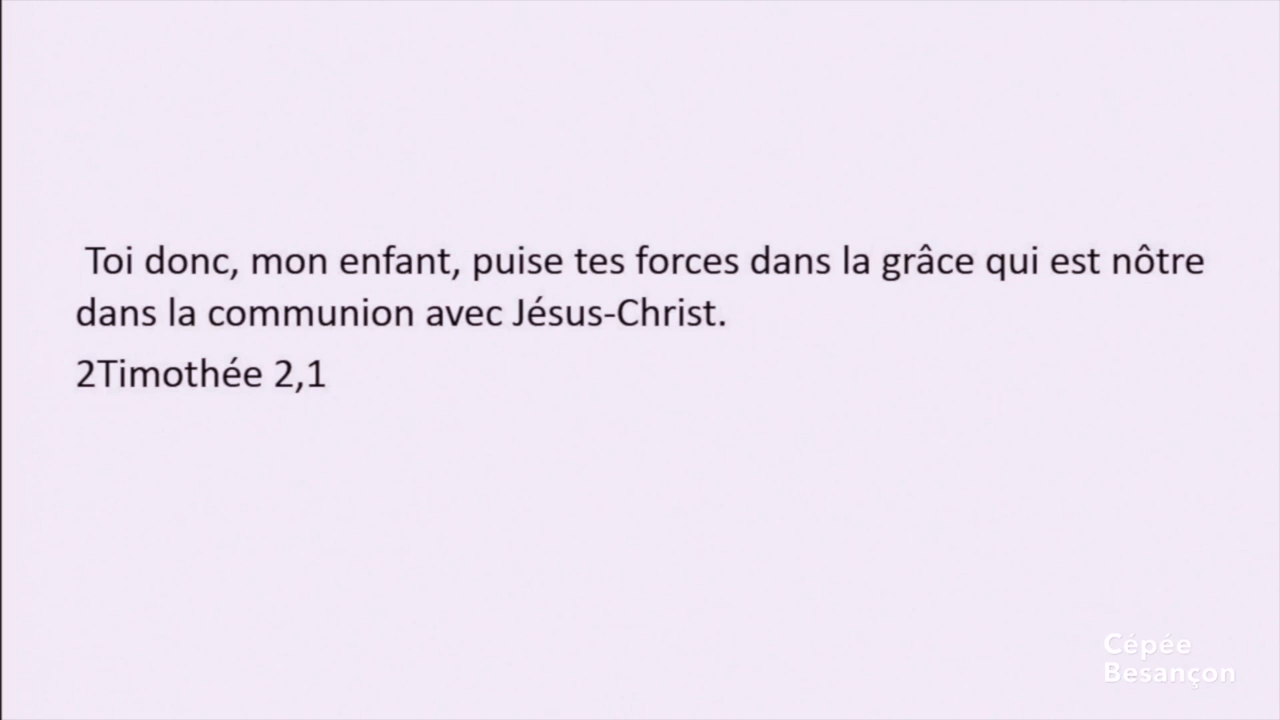 Toi donc, mon enfant, puise tes forces dans la grâce qui est nôtre
dans la communion avec Jésus-Christ.
2Timothée 2,1
Cépée
Besançon